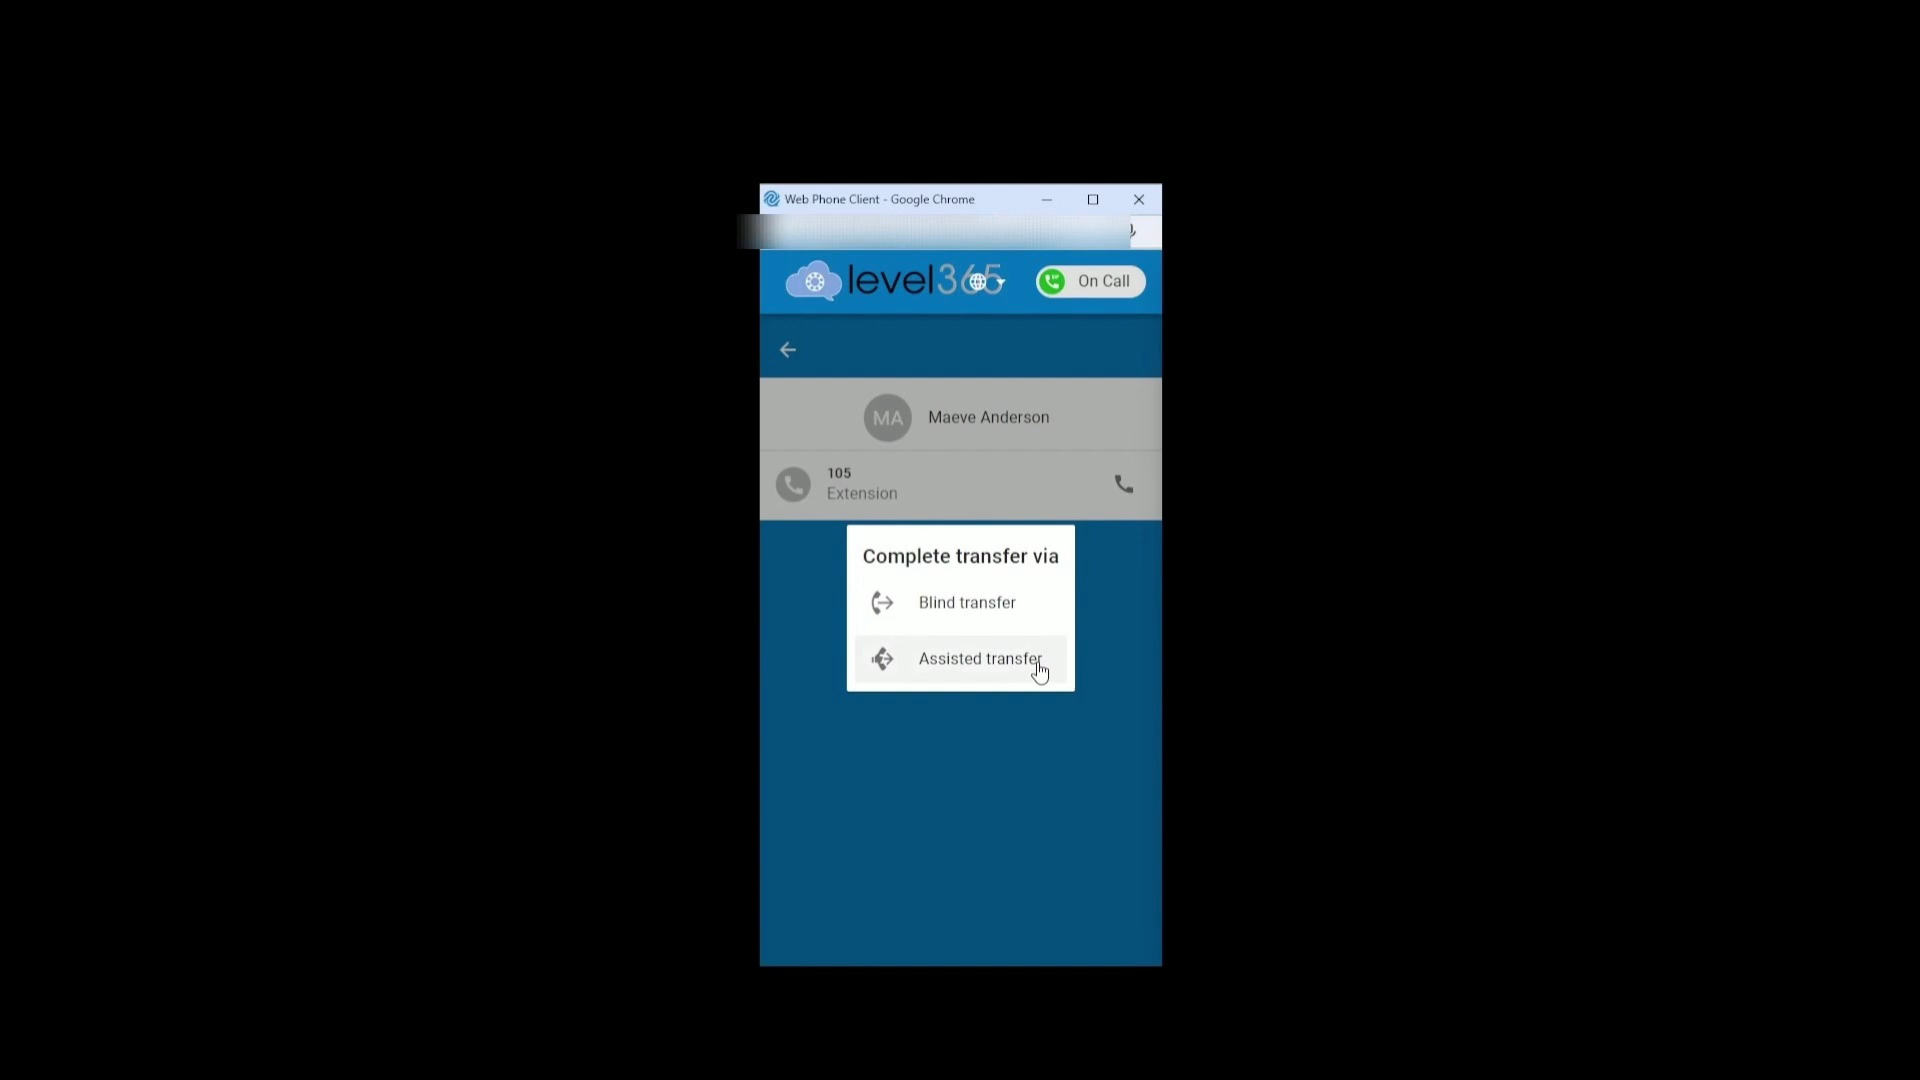 Web Phone Client - Google Chrome
level365
On Call
MA
Maeve Anderson
105
Extension
Complete transfer via
Blind transfer
Assisted transfer